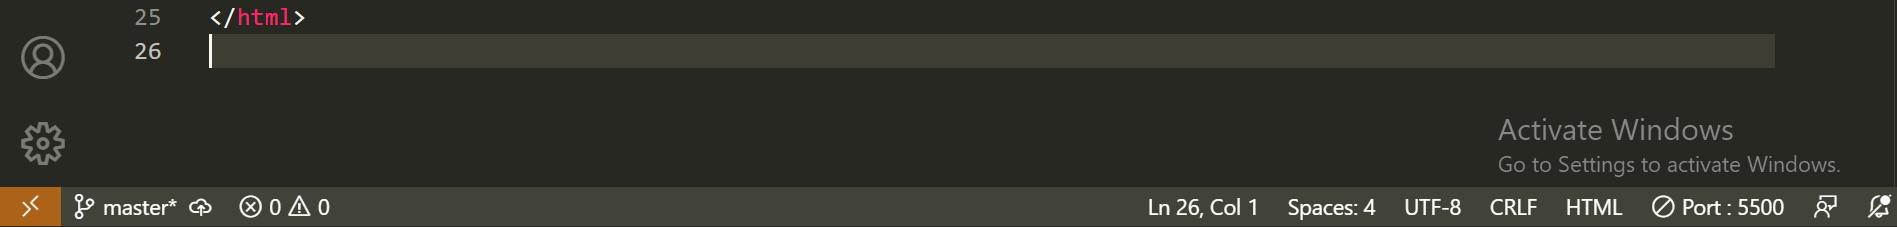 25 </html>
26
Activate Windows
Go to Settings to activate Windows.
master* 0 0 Ln 26, Col 1 Spaces: 4 UTF-8 CRLF HTML Port : 5500